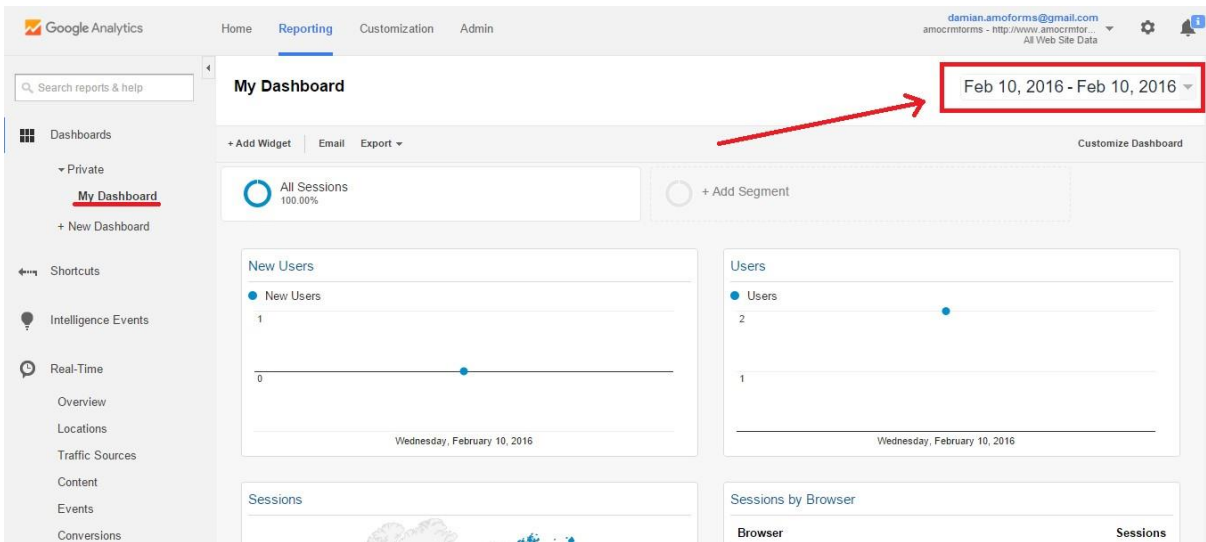 Google Analytics
Home Reporting Customization Admin
damian.amoforms@gmail.com
amocrmforms - http://www.amocrmfor...
All Web Site Data
i
Search reports & help
My Dashboard
Feb 10, 2016 - Feb 10, 2016
Dashboards
Private
My Dashboard
+ New Dashboard
Shortcuts
Intelligence Events
Real-Time
Overview
Locations
Traffic Sources
Content
Events
Conversions
+ Add Widget Email Export Customize Dashboard
All Sessions
100.00%
+ Add Segment
New Users
New Users
1
0
Wednesday, February 10, 2016
Users
Users
2
1
Wednesday, February 10, 2016
Sessions
Sessions by Browser
Browser Sessions